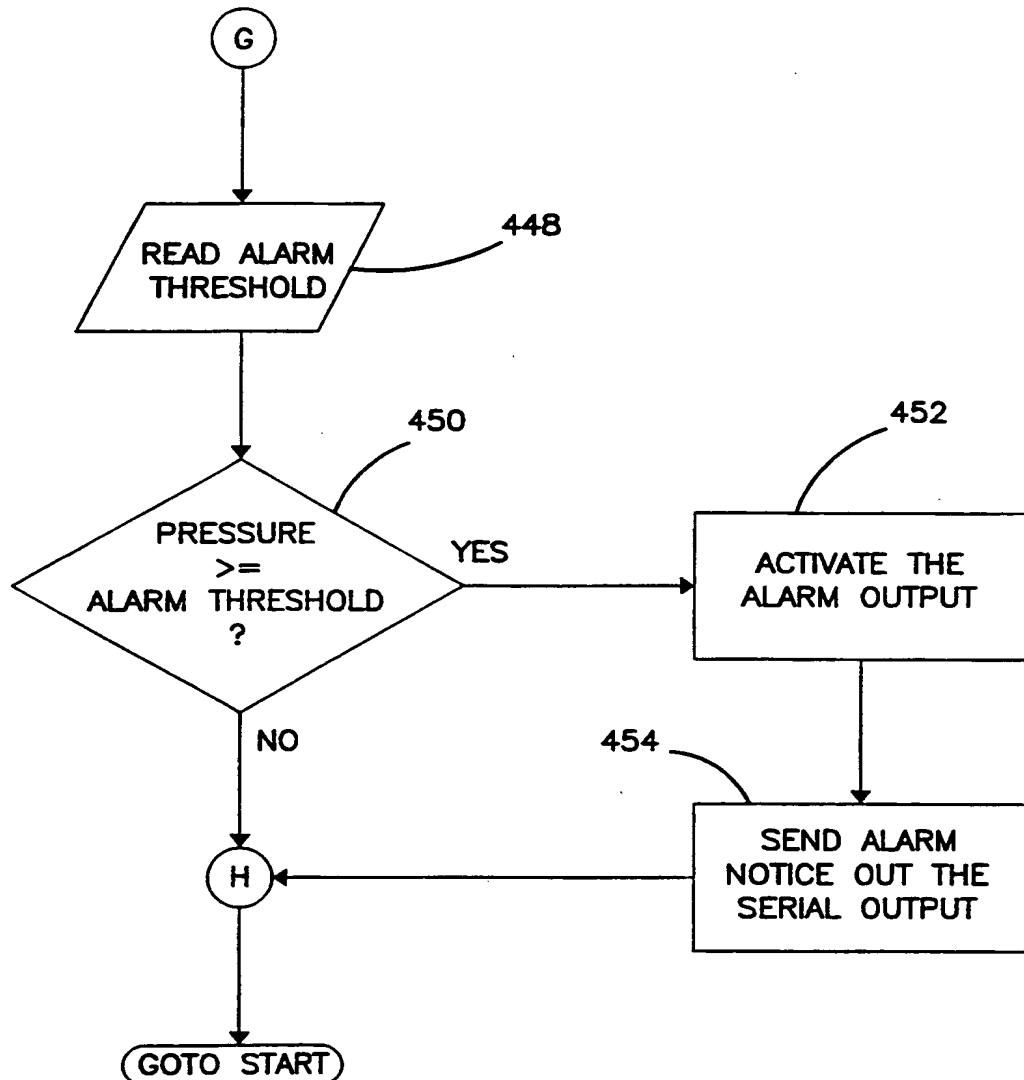 G
READ ALARM
THRESHOLD
448
450
PRESSURE
>=
ALARM THRESHOLD
?
YES
452
ACTIVATE THE
ALARM OUTPUT
NO
454
SEND ALARM
NOTICE OUT THE
SERIAL OUTPUT
H
GOTO START